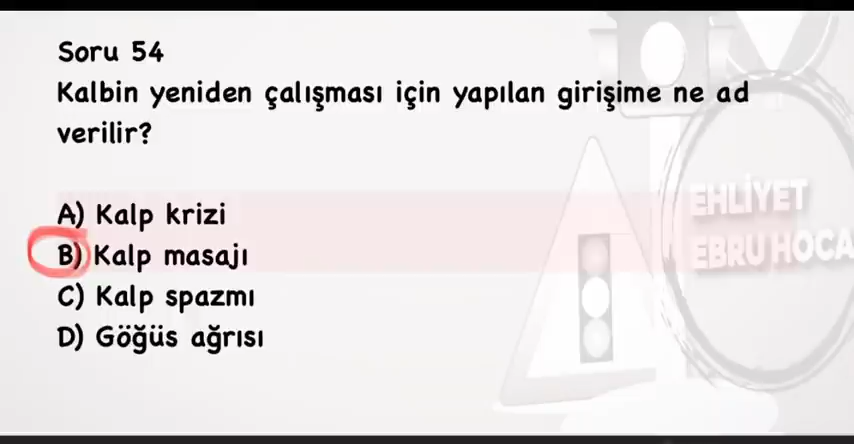 Soru 54
Kalbin yeniden çalışması için yapılan girişime ne ad
verilir?
A) Kalp krizi
B) Kalp masajı
C) Kalp spazmı
D) Göğüs ağrısı
EHLİYET
EBRU HOCA